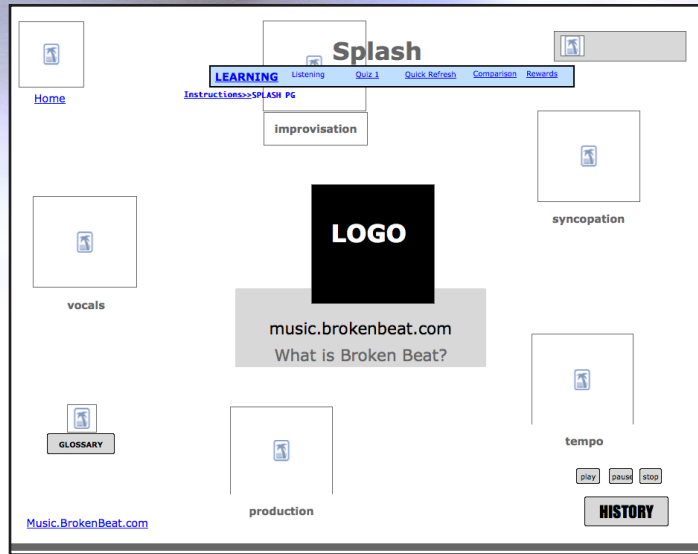 Splash
LEARNING Listening Quiz 1 Quick Refresh Comparison Rewards
Home
Instructions>>SPLASH PG
improvisation
syncopation
LOGO
vocals
music.brokenbeat.com
What is Broken Beat?
GLOSSARY
tempo
play pause stop
production
HISTORY
Music.BrokenBeat.com